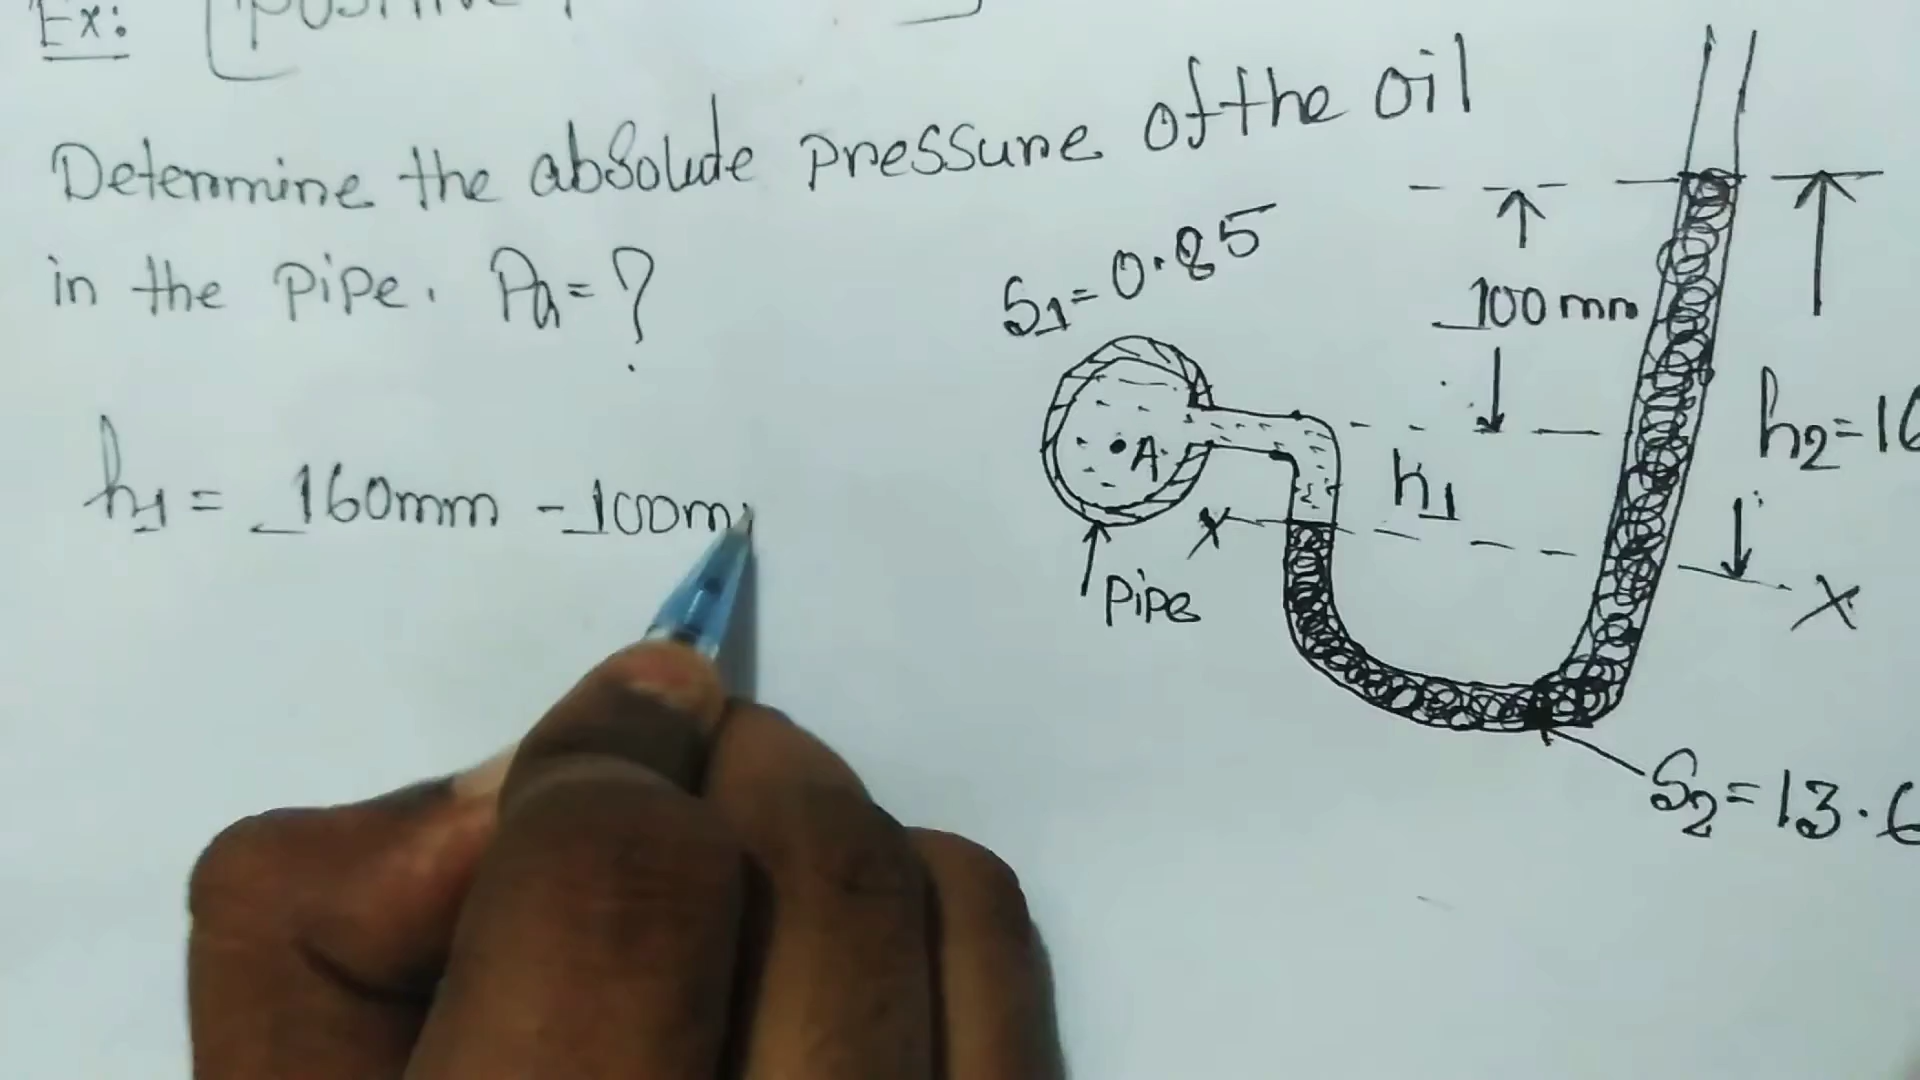 Ex:
Determine the absolute pressure of the oil
in the pipe. Pa = ?
h1 = 160mm - 100m
S1 = 0.85
100 mm
A
h1
h2 = 16
X
X
pipe
S2 = 13.6